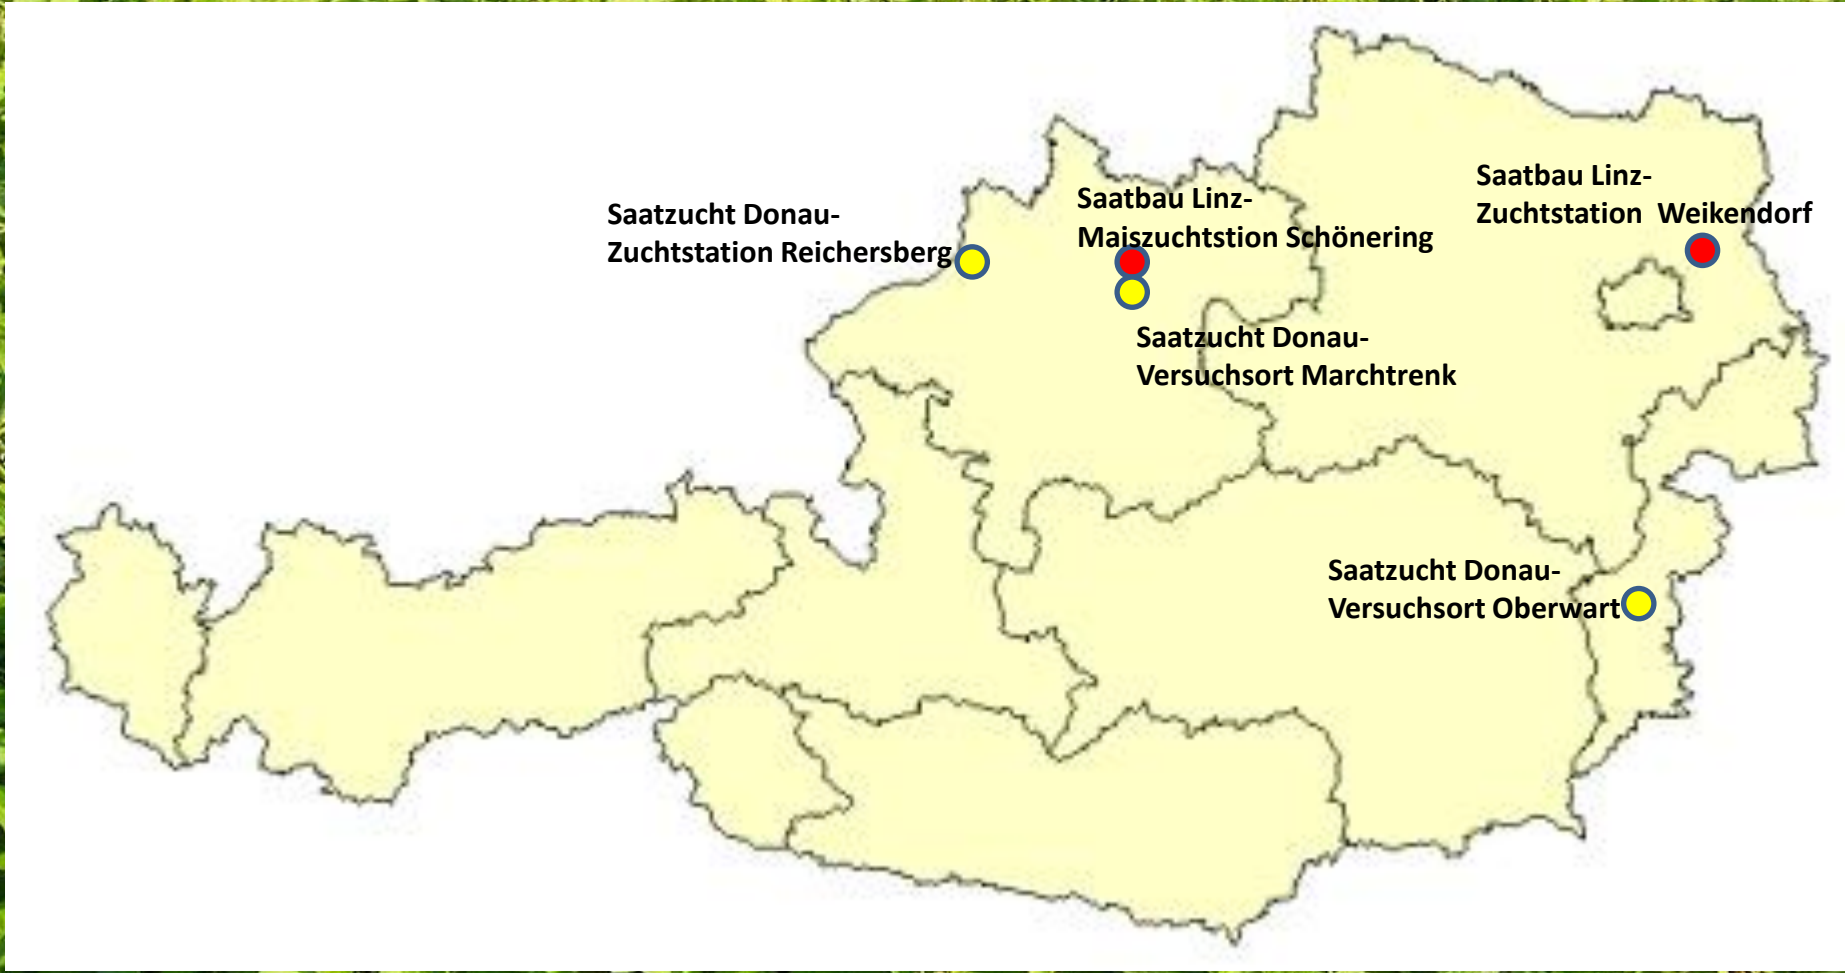 Saatzucht Donau-
Zuchtstation Reichersberg
Saatbau Linz-
Maiszuchtstion Schönering
Saatbau Linz-
Zuchtstation  Weikendorf
Saatzucht Donau-
Versuchsort Marchtrenk
Saatzucht Donau-
Versuchsort Oberwart